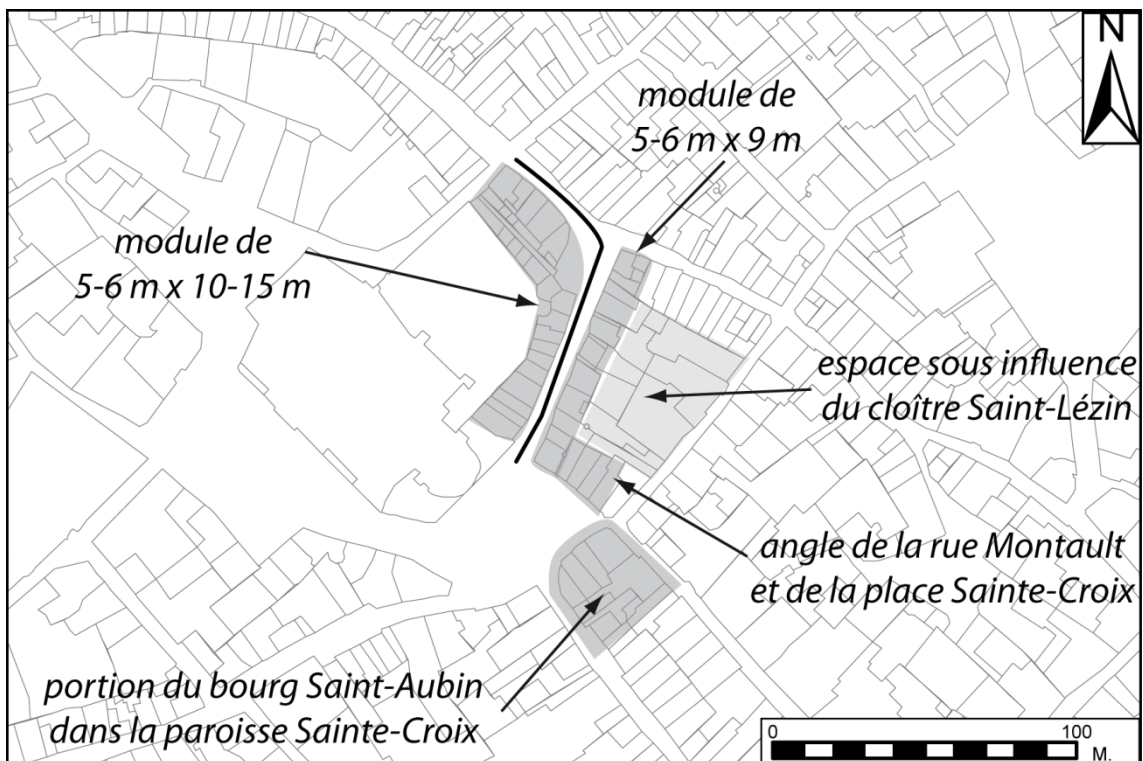 N
module de
5-6 m x 9 m
module de
5-6 m x 10-15 m
espace sous influence
du cloître Saint-Lézin
angle de la rue Montault
et de la place Sainte-Croix
portion du bourg Saint-Aubin
dans la paroisse Sainte-Croix
0 100
M.